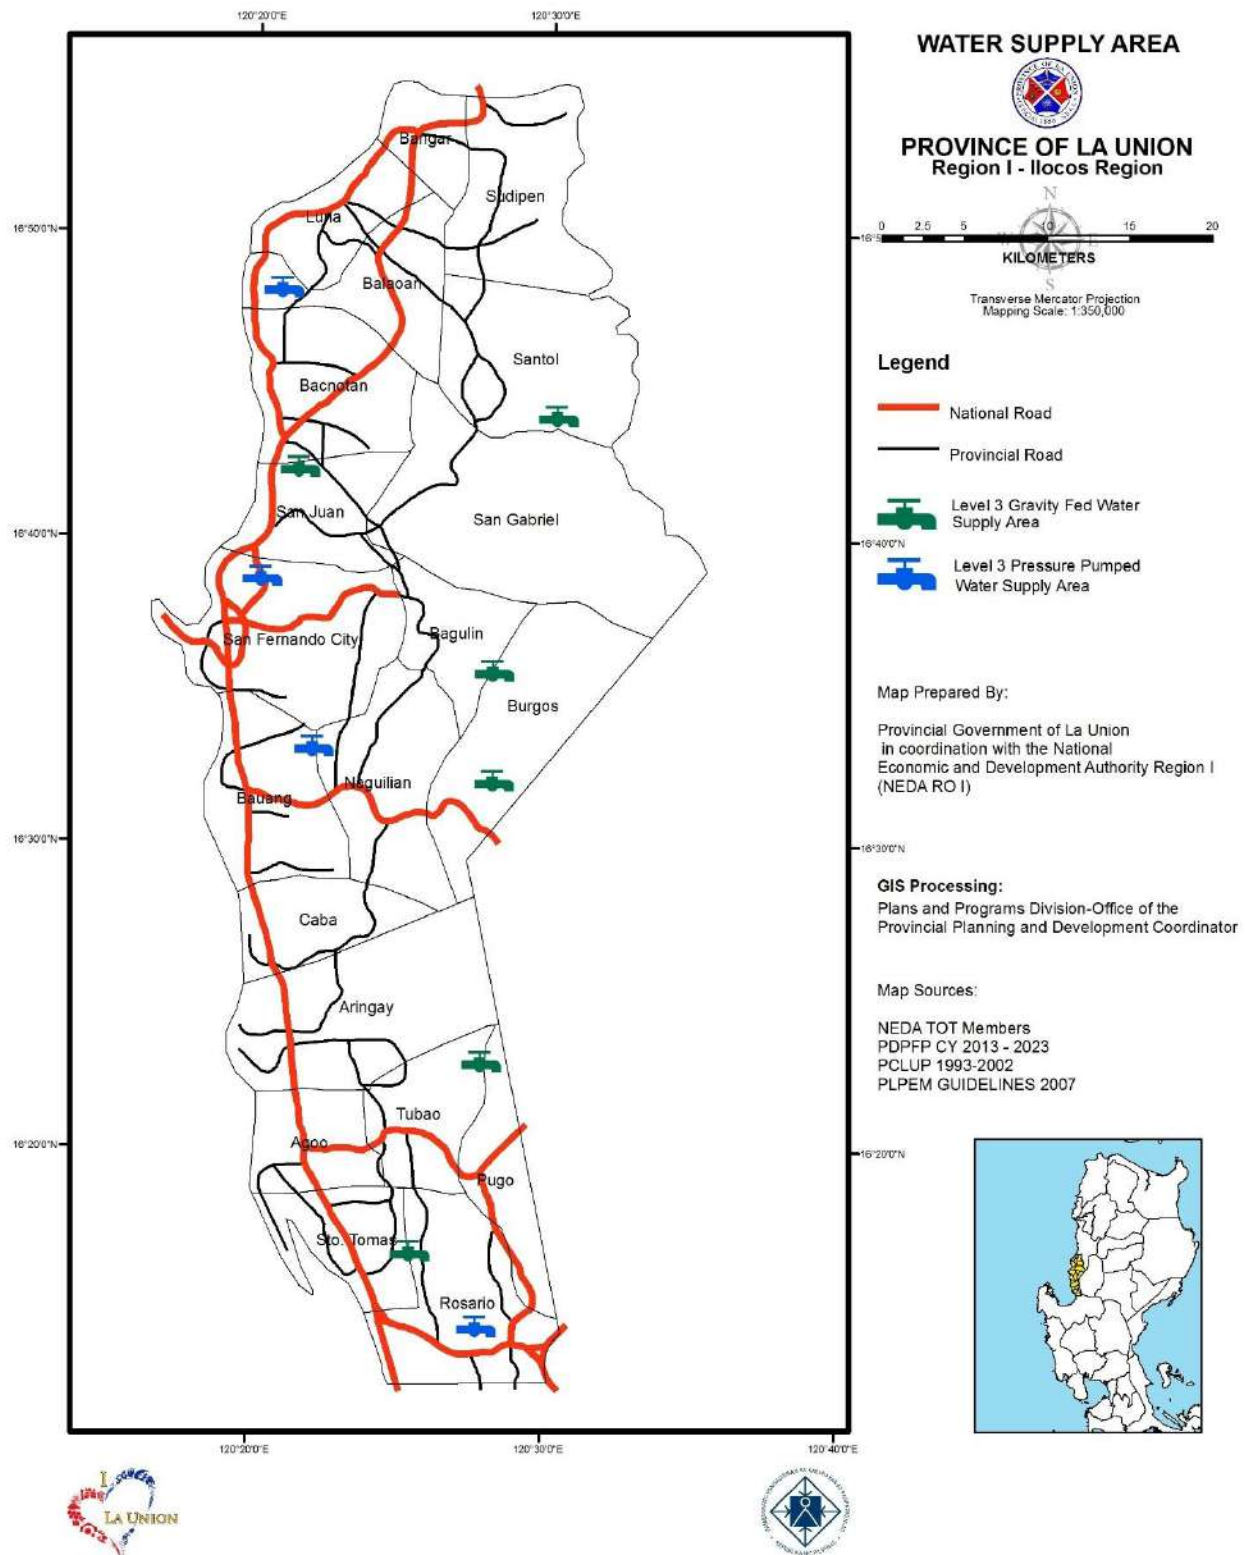 120°20'0"E
120°30'0"E
WATER SUPPLY AREA
PROVINCE OF LA UNION
Region I - Ilocos Region
N
W
E
S
0
2.5
5
10
15
20
KILOMETERS
Transverse Mercator Projection
Mapping Scale: 1:350,000
Legend
National Road
Provincial Road
Level 3 Gravity Fed Water
Supply Area
Level 3 Pressure Pumped
Water Supply Area
Map Prepared By:
Provincial Government of La Union
in coordination with the National
Economic and Development Authority Region I
(NEDA RO I)
GIS Processing:
Plans and Programs Division-Office of the
Provincial Planning and Development Coordinator
Map Sources:
NEDA TOT Members
PDPFP CY 2013 - 2023
PCLUP 1993-2002
PLPEM GUIDELINES 2007
Bangar
Sudipen
Luna
16°50'0"N
Balaoan
Santol
Bacnotan
San Juan
San Gabriel
16°40'0"N
16°40'0"N
San Fernando City
Bagulin
Burgos
Naguilian
Bauang
16°30'0"N
16°30'0"N
Caba
Aringay
Tubao
Agoo
16°20'0"N
16°20'0"N
Pugo
Sto. Tomas
Rosario
120°20'0"E
120°30'0"E
120°40'0"E
I
LA UNION